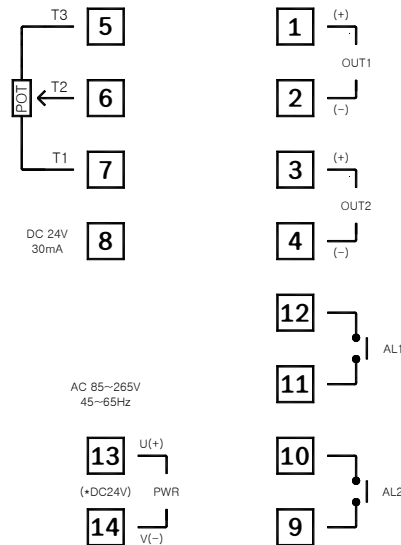 T3 5
POT
T2 6
T1 7
DC 24V
30mA
8
1 (+)
OUT1
2 (-)
3 (+)
OUT2
4 (-)
12
AL1
11
AC 85~265V
45~65Hz
13 U(+)
(*DC24V) PWR
14 V(-)
10
AL2
9